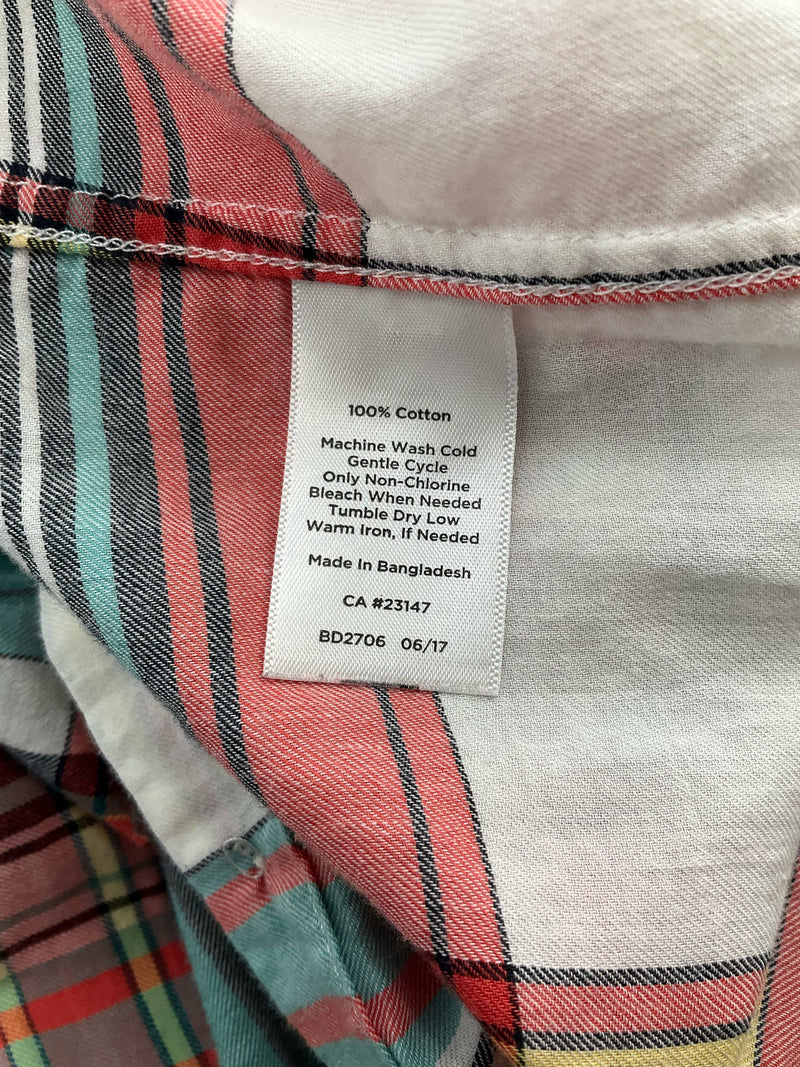 100% Cotton
Machine Wash Cold
Gentle Cycle
Only Non-Chlorine
Bleach When Needed
Tumble Dry Low
Warm Iron, If Needed
Made In Bangladesh
CA #23147
BD2706 06/17